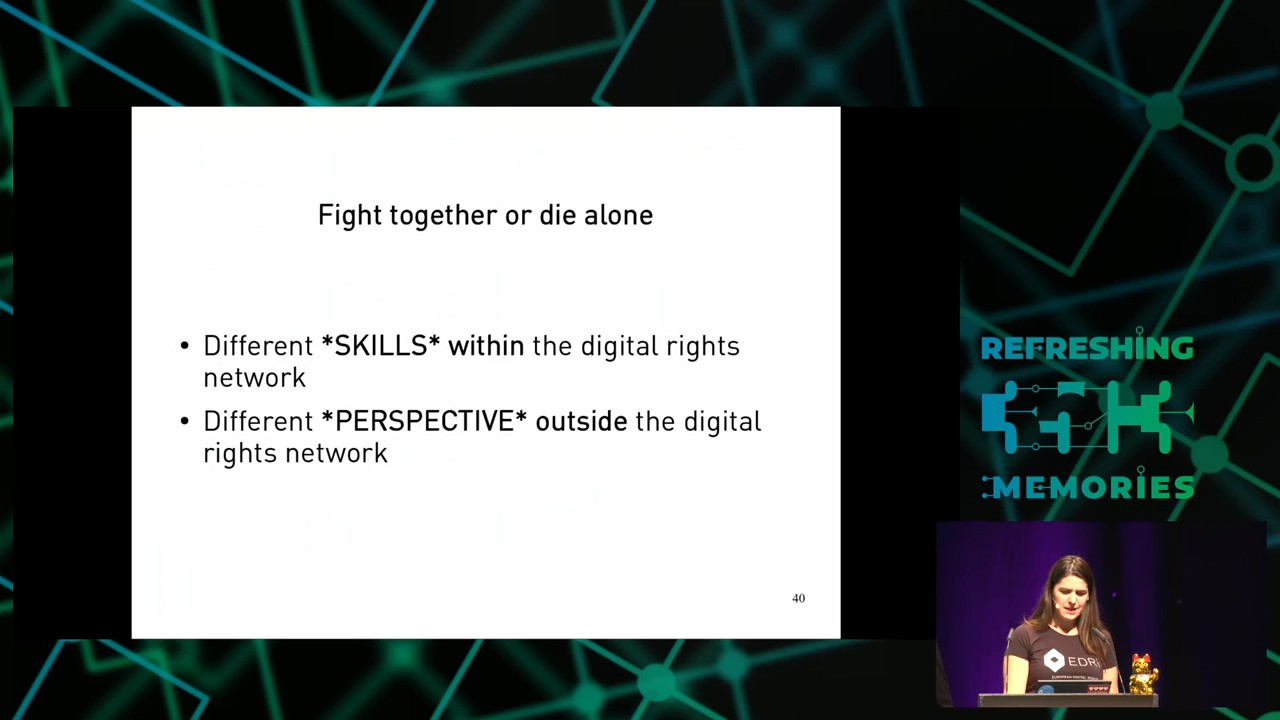 Fight together or die alone
• Different *SKILLS* within the digital rights
network
• Different *PERSPECTIVE* outside the digital
rights network
40
REFRESHING
MEMORIES
EDRi